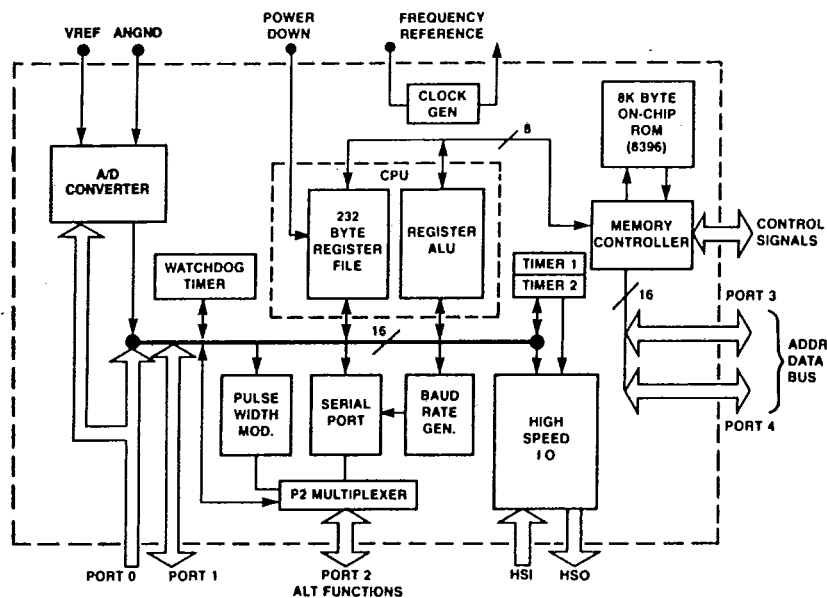 POWER
DOWN
FREQUENCY
REFERENCE
VREF
ANGND
CLOCK
GEN
8K BYTE
ON-CHIP
ROM
(8396)
8
A/D
CONVERTER
CPU
232
BYTE
REGISTER
FILE
REGISTER
ALU
MEMORY
CONTROLLER
CONTROL
SIGNALS
WATCHDOG
TIMER
TIMER 1
TIMER 2
16
PORT 3
16
ADDR
DATA
BUS
PORT 4
PULSE
WIDTH
MOD.
SERIAL
PORT
BAUD
RATE
GEN.
HIGH
SPEED
I O
P2 MULTIPLEXER
PORT 0
PORT 1
PORT 2
ALT FUNCTIONS
HSI
HSO